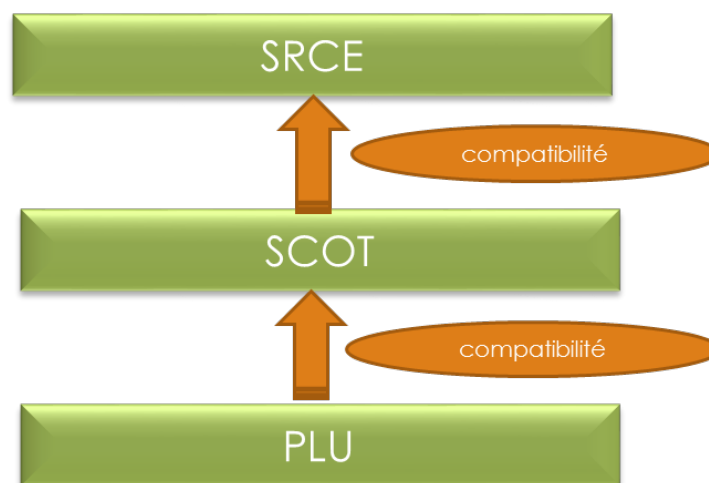 SRCE
compatibilité
SCOT
compatibilité
PLU